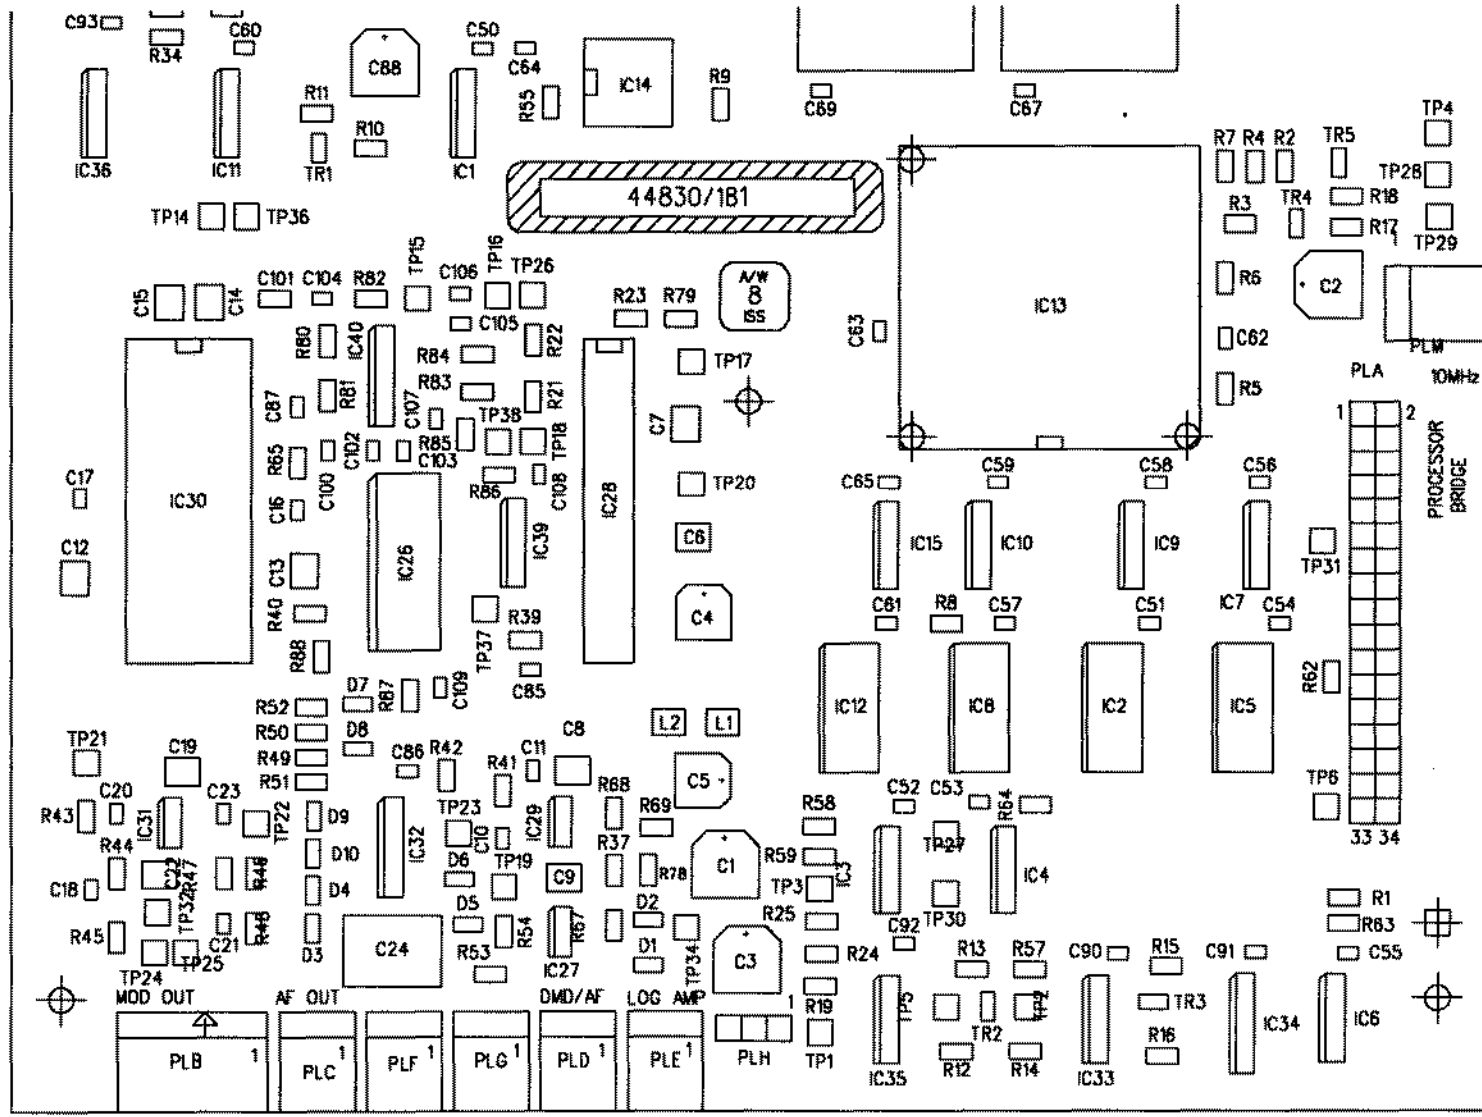 C93
R34
C60
C88
C50
C64
IC14
R55
R9
C69
C67
R11
R10
TR1
IC36
IC11
IC1
TP4
R7
R4
R2
TR5
TP28
R18
R3
TR4
R17
TP29
1
44830/1B1
TP14
TP36
TP15
TP16
TP26
C106
C15
C14
C101
C104
R82
C105
R23
R79
A/W
8
ISS
IC13
R6
C2
C63
C62
PLM
10MHz
R80
IC40
R84
R22
TP17
R83
R21
R81
C87
C107
TP38
TP18
C7
R5
PLA
1
2
R65
C100
C102
R85
C103
R86
C108
TP20
C17
C16
IC30
IC26
IC39
IC28
C6
C65
C59
C58
C56
PROCESSOR
BRIDGE
IC15
IC10
IC9
IC7
TP31
C12
C13
R40
TP37
R39
C4
C61
R8
C57
C51
C54
R88
C85
R62
R52
D7
R87
C109
R50
D8
L2
L1
IC12
IC8
IC2
IC5
TP21
C19
R49
C86
R42
C11
C8
R51
R41
C5
R68
TP6
R43
C20
IC31
C23
TP22
D9
IC32
TP23
C10
IC29
R69
R58
C52
C53
R64
33 34
R44
C22
R47
R48
D10
D6
TP19
R37
C1
R59
IC3
TP27
C18
TP32
D4
C9
R78
TP3
IC4
R1
R45
C21
R46
D3
C24
D5
R54
R67
D2
R25
TP30
R63
TP24
TP25
R53
IC27
D1
TP34
C3
R24
C92
R13
R57
C90
R15
C91
C55
MOD OUT
AF OUT
DMD/AF
LOG AMP
1
R19
TP5
TR2
TP2
TR3
IC34
IC6
PLB
1
PLC
1
PLF
1
PLG
1
PLD
1
PLE
1
PLH
TP1
IC35
R12
R14
IC33
R16